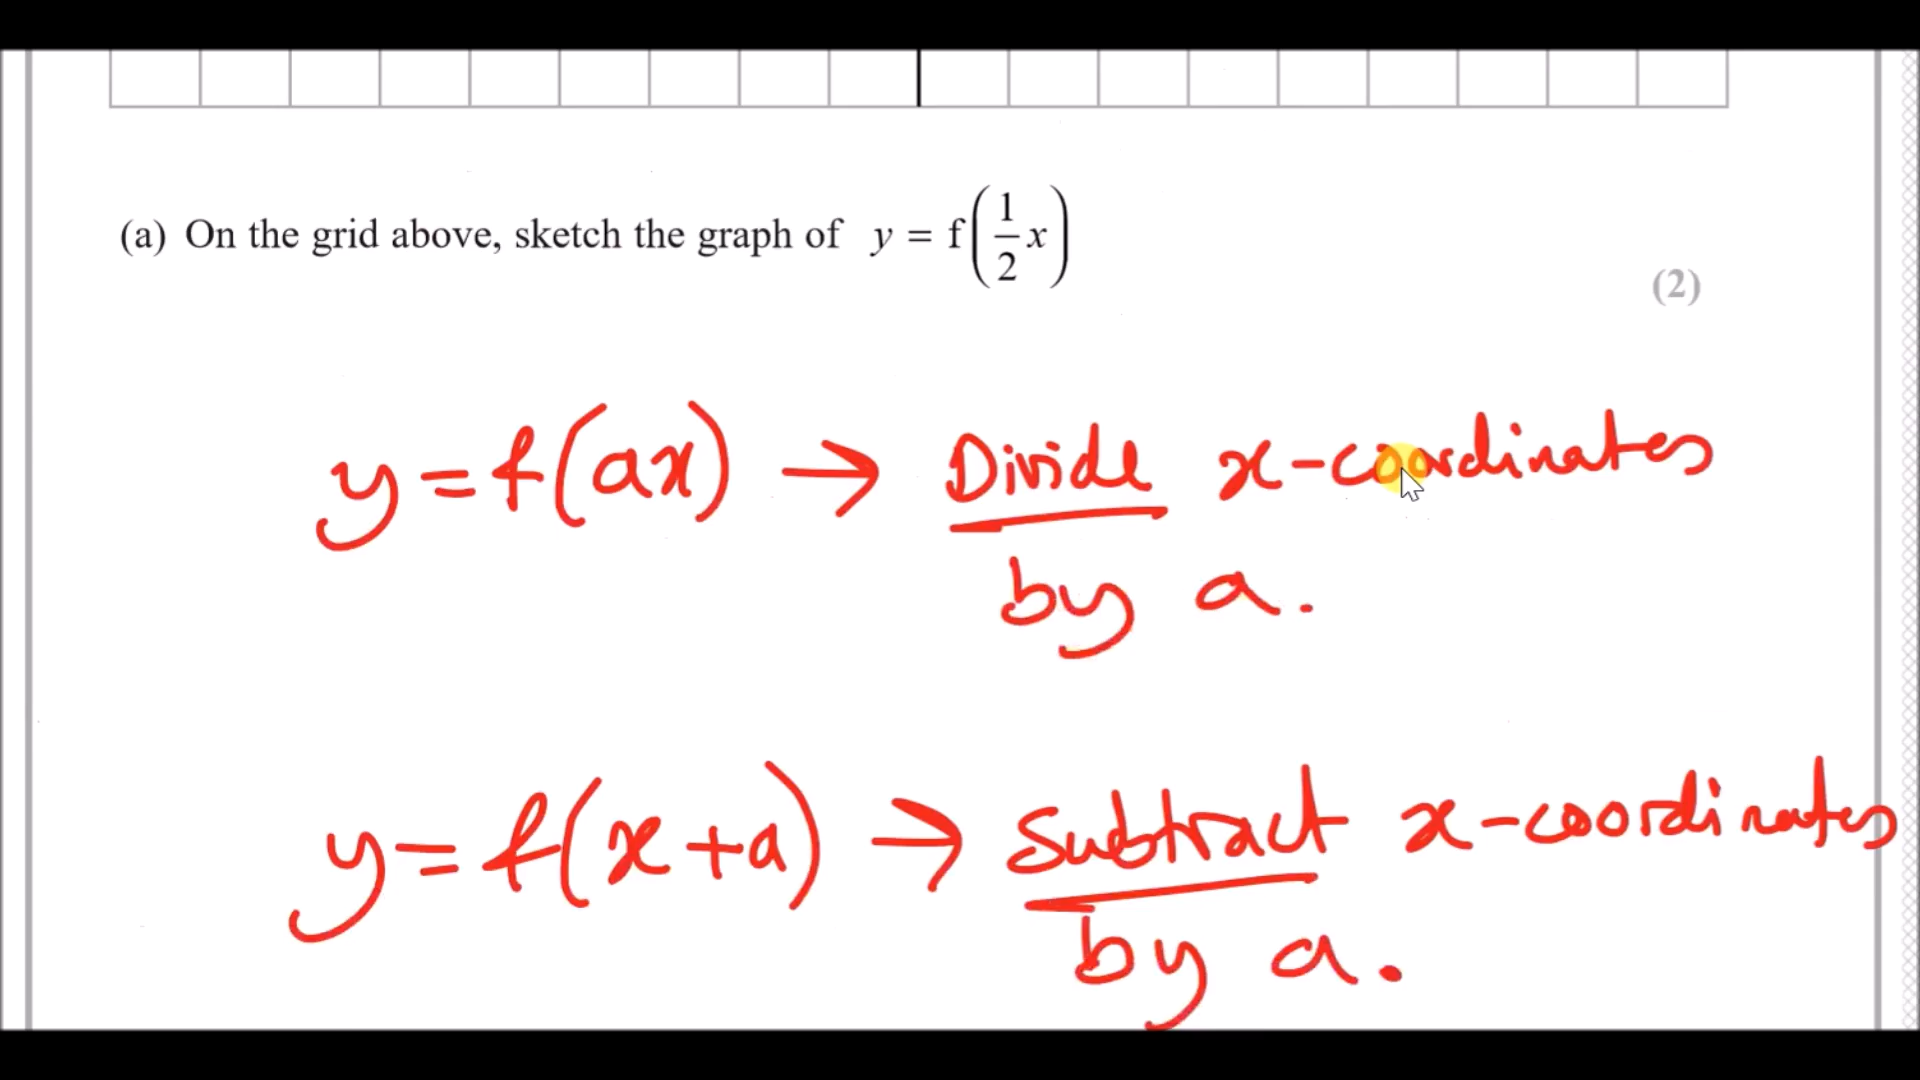 (a) On the grid above, sketch the graph of y = f(1/2 x)
(2)
y = f(ax) → Divide x-coordinates
by a.
y = f(x+a) → Subtract x-coordinates
by a.